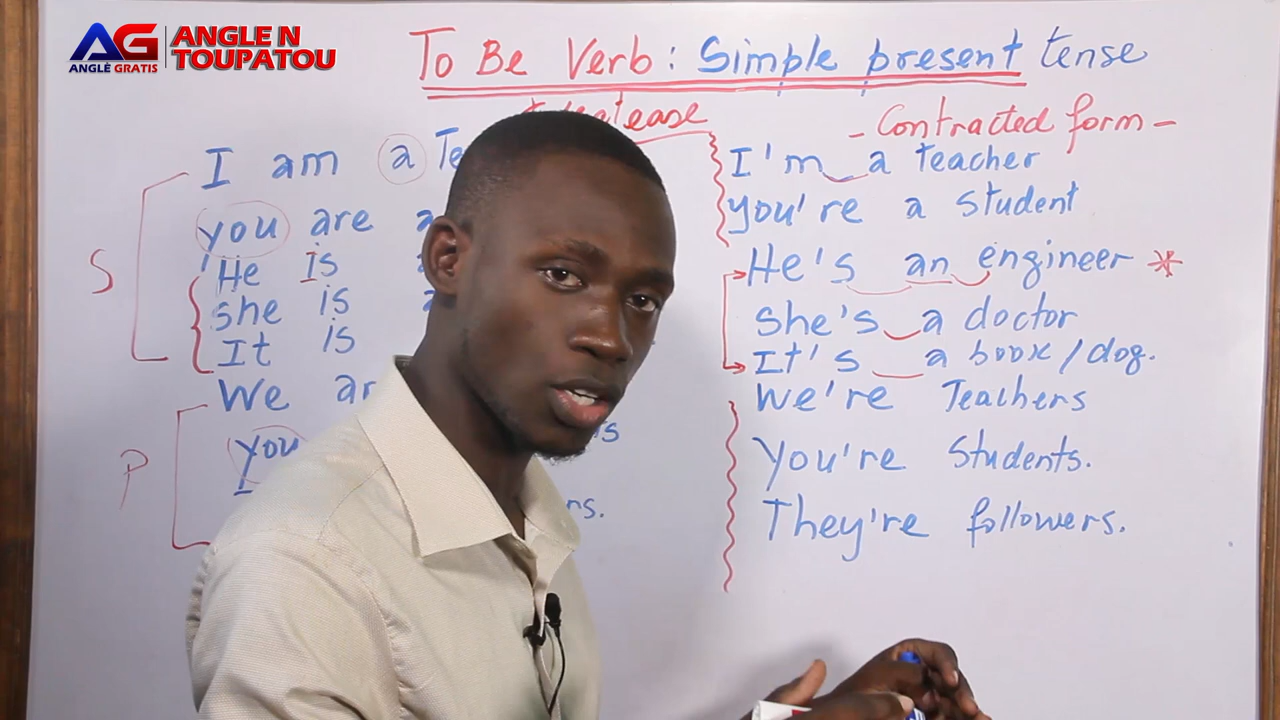 AG
ANGLÈ GRATIS
ANGLE N
TOUPATOU
To Be Verb: Simple present tense
I am a
you are a
He is
she is
It is
We
you
S
P
- Contracted form -
I'm a teacher
you're a student
He's an engineer *
she's a doctor
It's a book/dog.
We're Teachers
You're students.
They're followers.